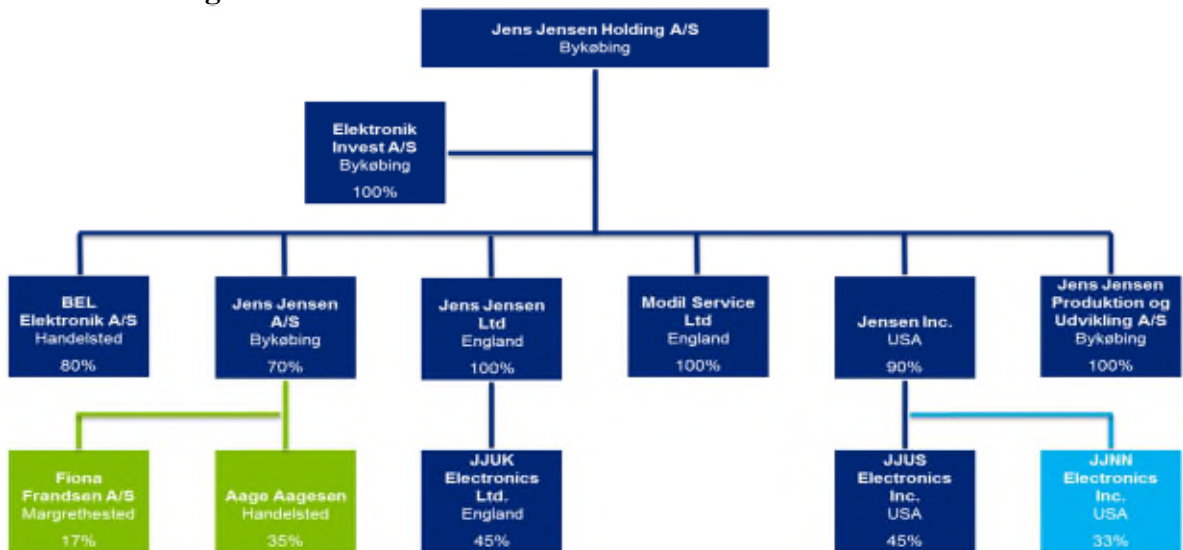 Jens Jensen Holding A/S
Bykøbing
Elektronik
Invest A/S
Bykøbing
100%
BEL
Elektronik A/S
Handelsted
80%
Jens Jensen
A/S
Bykøbing
70%
Jens Jensen
Ltd
England
100%
Modil Service
Ltd
England
100%
Jensen Inc.
USA
90%
Jens Jensen
Produktion og
Udvikling A/S
Bykøbing
100%
Fiona
Frandsen A/S
Margrethested
17%
Aage Aagesen
Handelsted
35%
JJUK
Electronics
Ltd.
England
45%
JJUS
Electronics
Inc.
USA
45%
JJNN
Electronics
Inc.
USA
33%